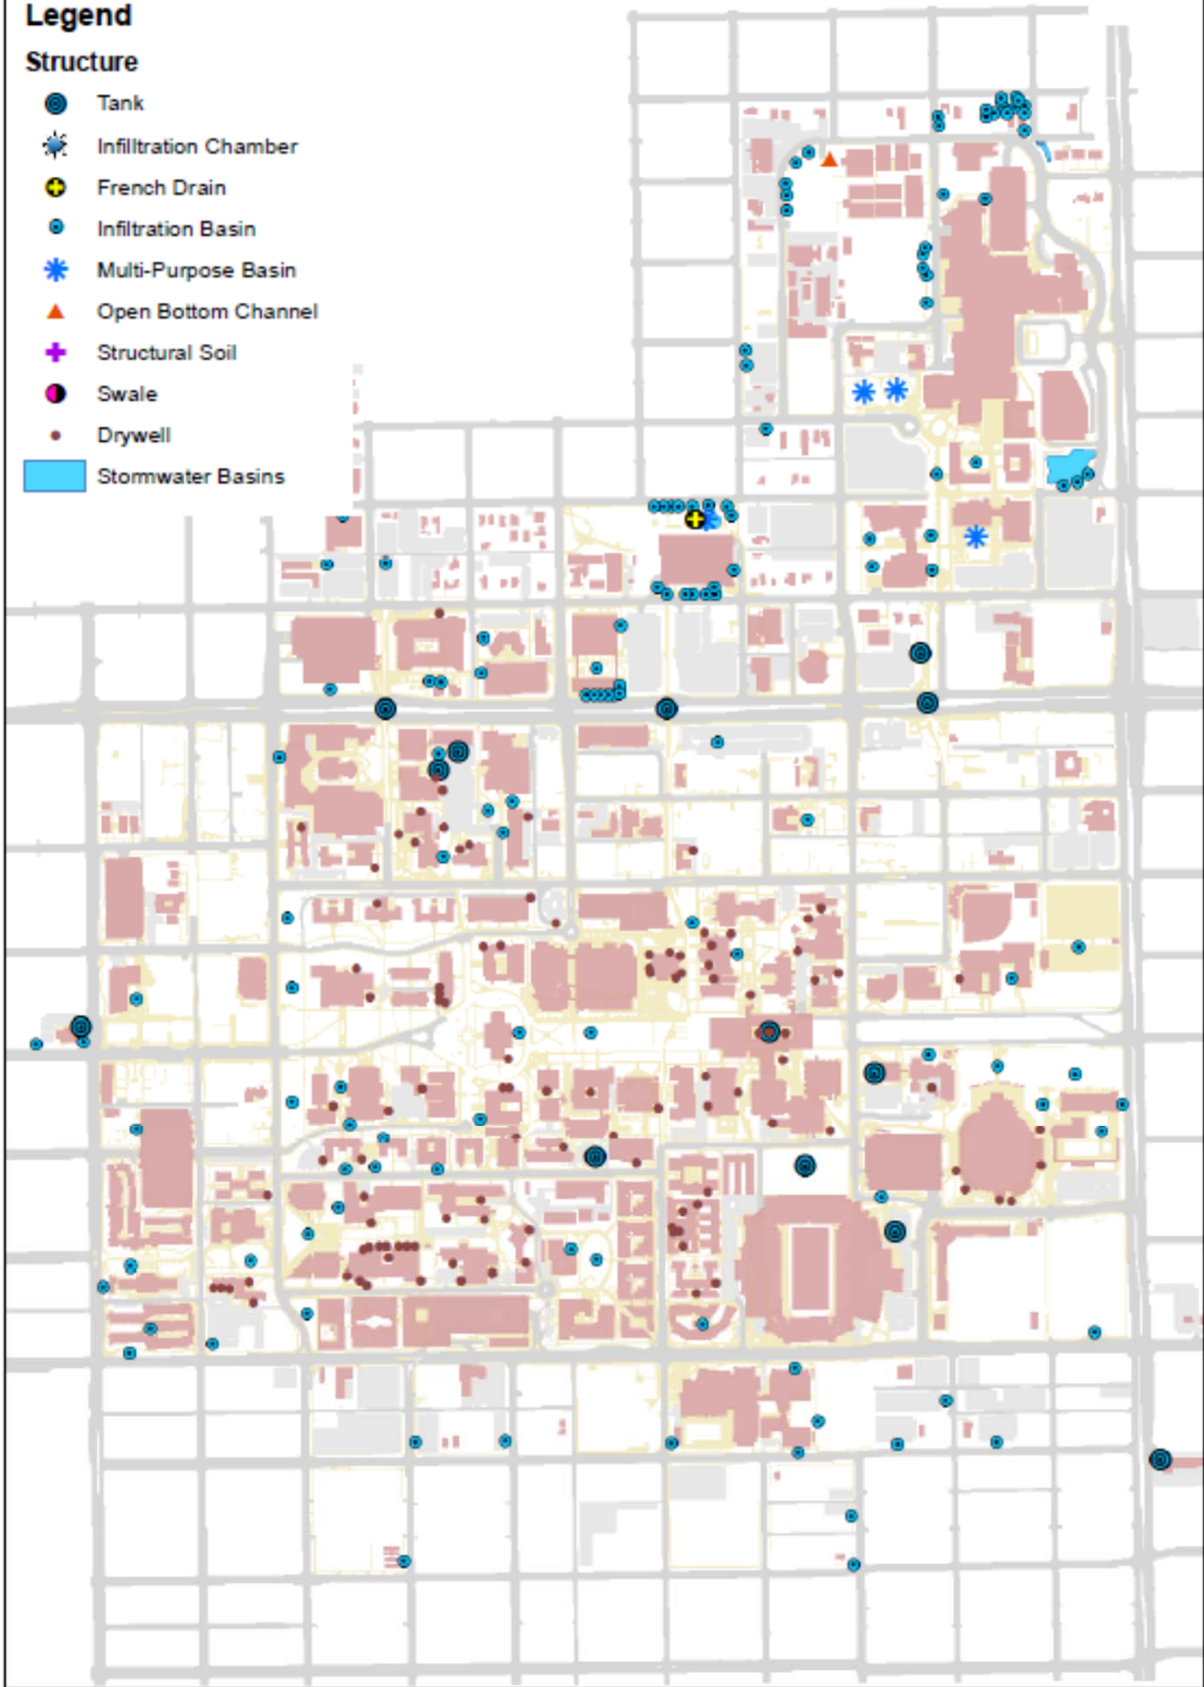 Legend
Structure
Tank
Infilltration Chamber
French Drain
Infiltration Basin
Multi-Purpose Basin
Open Bottom Channel
Structural Soil
Swale
Drywell
Stormwater Basins